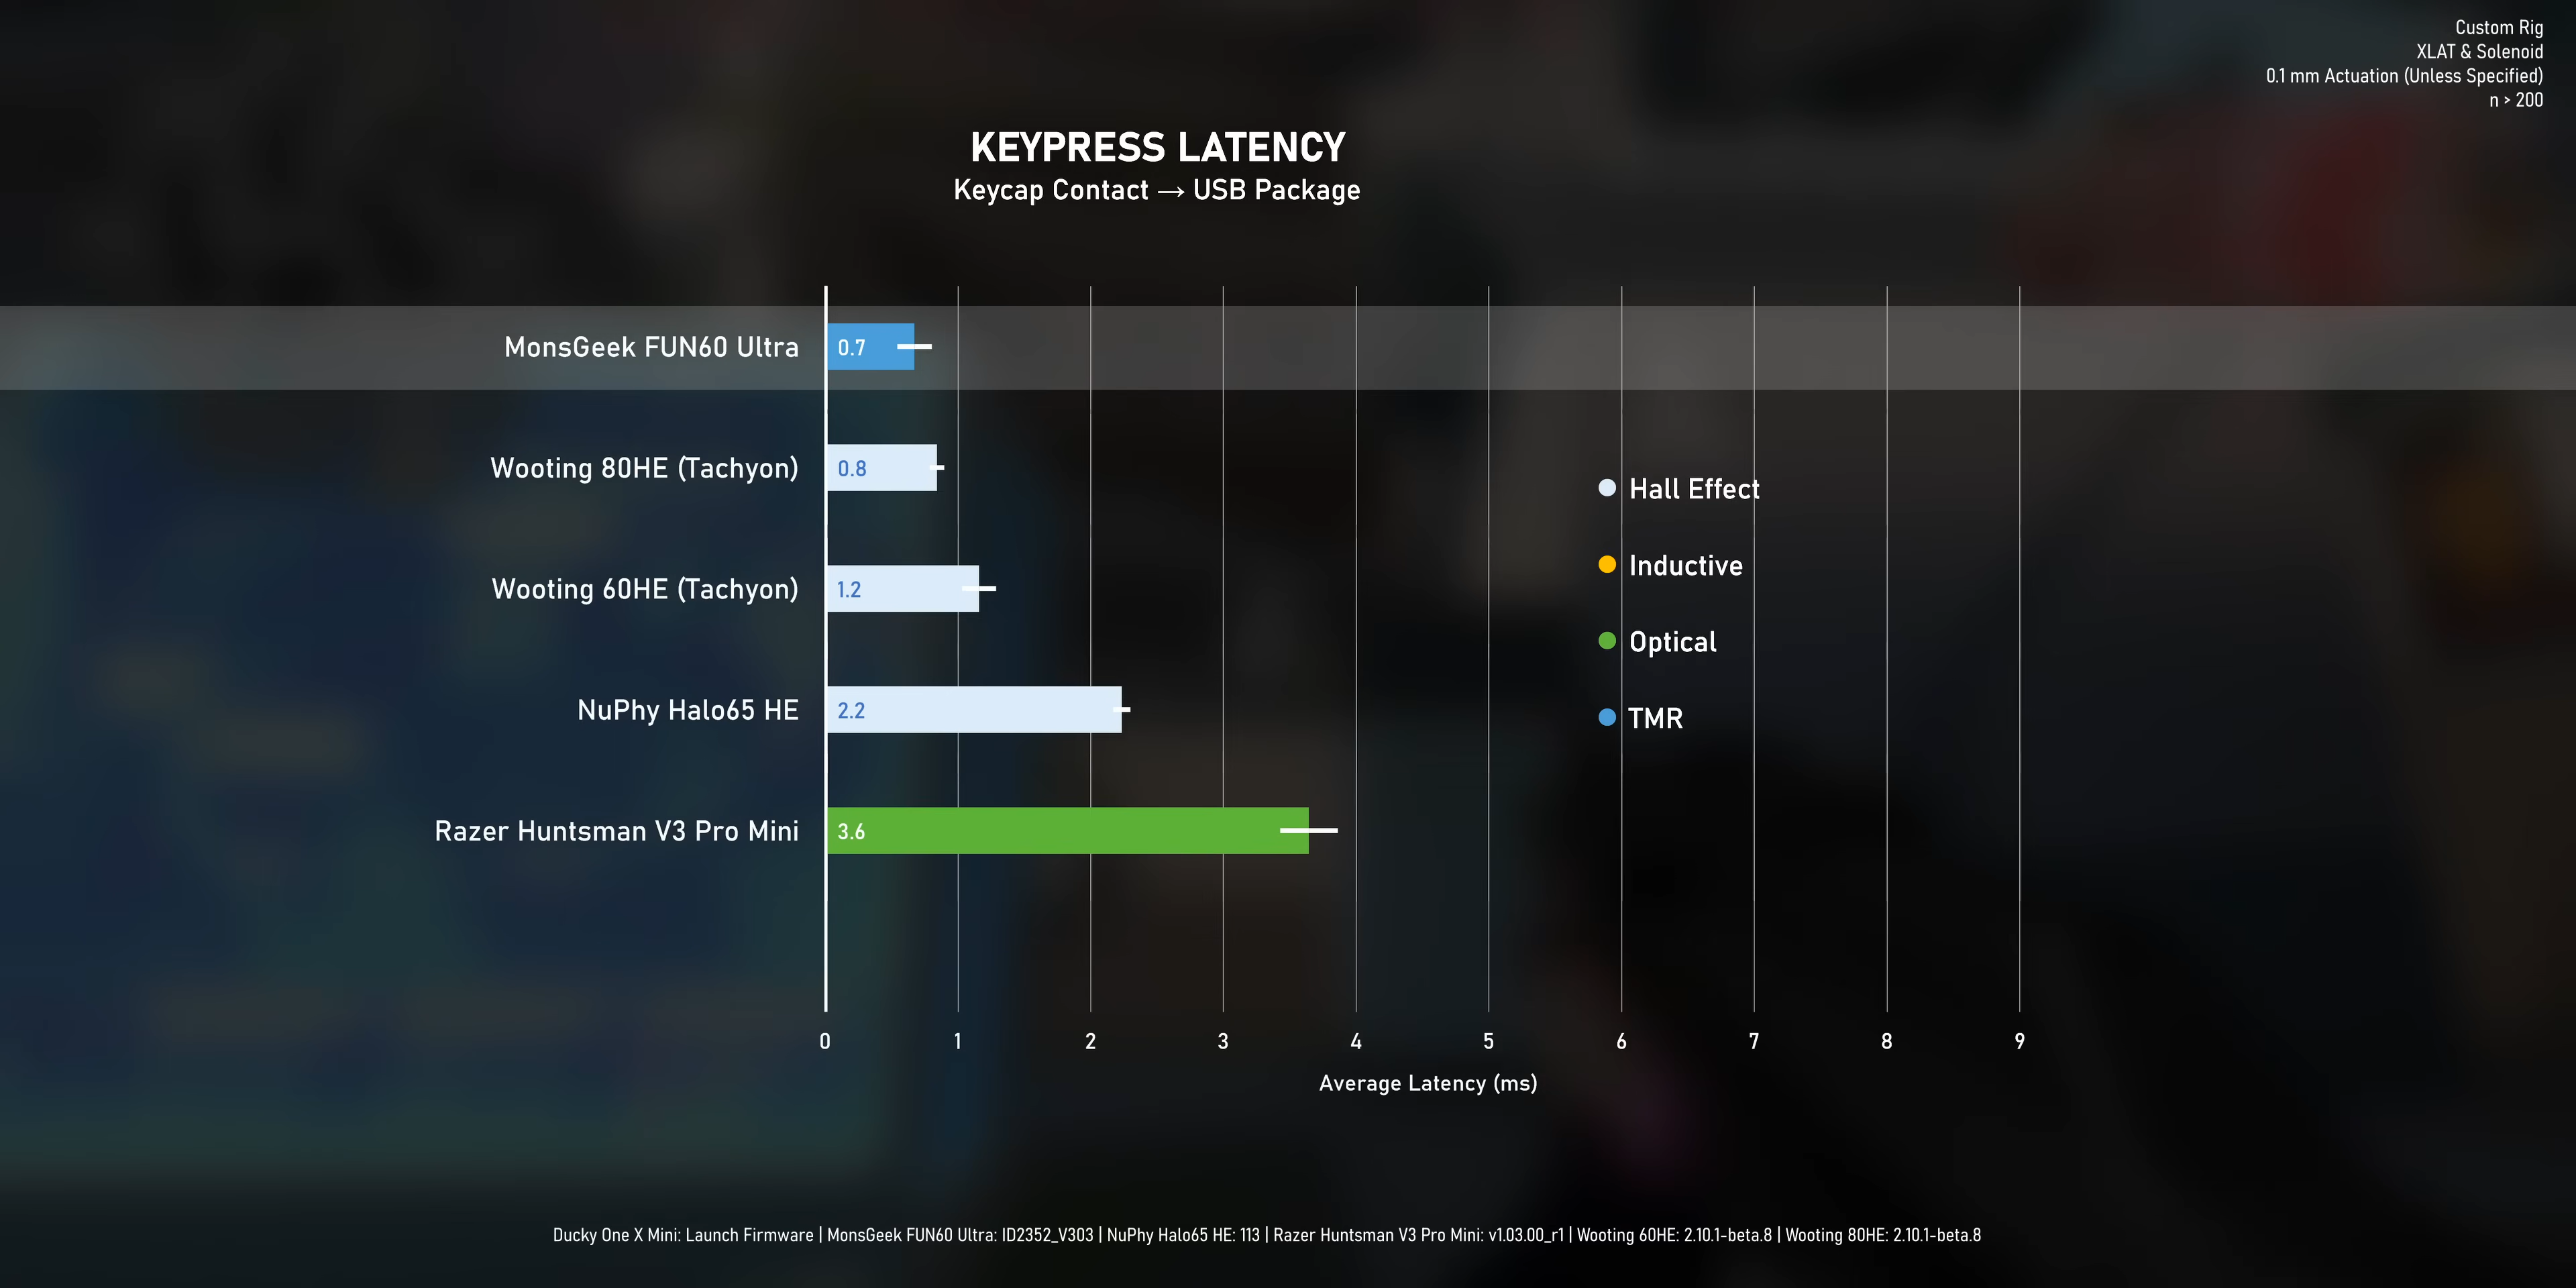 Custom Rig
XLAT & Solenoid
0.1 mm Actuation (Unless Specified)
n > 200
KEYPRESS LATENCY
Keycap Contact → USB Package
MonsGeek FUN60 Ultra
0.7
Wooting 80HE (Tachyon)
0.8
Wooting 60HE (Tachyon)
1.2
NuPhy Halo65 HE
2.2
Razer Huntsman V3 Pro Mini
3.6
Hall Effect
Inductive
Optical
TMR
0 1 2 3 4 5 6 7 8 9
Average Latency (ms)
Ducky One X Mini: Launch Firmware | MonsGeek FUN60 Ultra: ID2352_V303 | NuPhy Halo65 HE: 113 | Razer Huntsman V3 Pro Mini: v1.03.00_r1 | Wooting 60HE: 2.10.1-beta.8 | Wooting 80HE: 2.10.1-beta.8